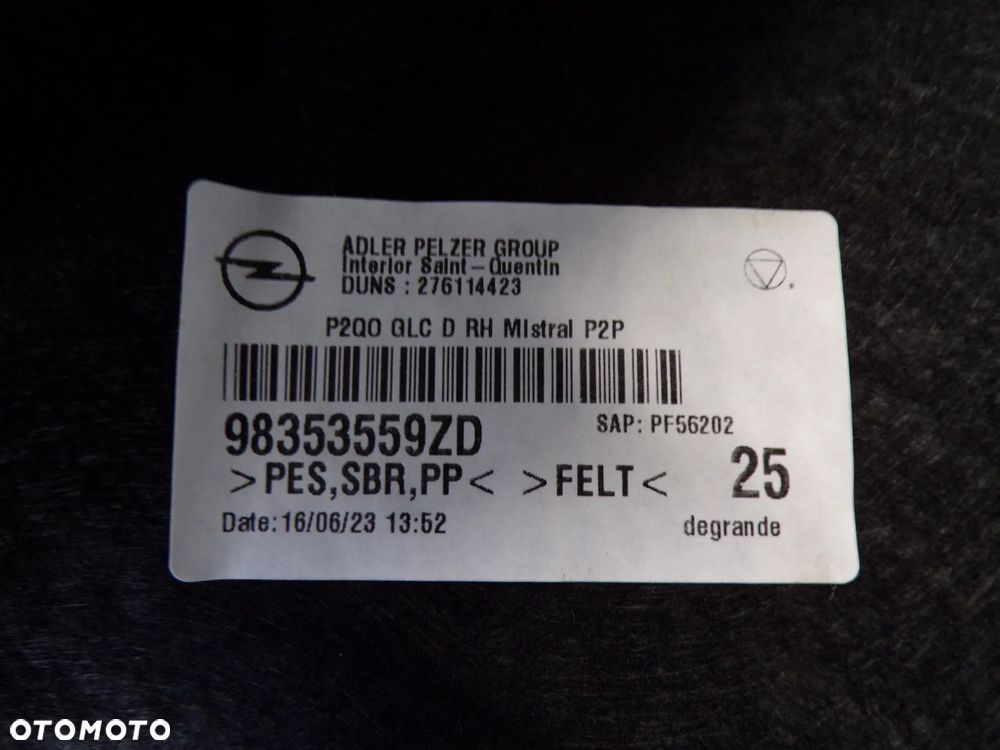 ADLER PELZER GROUP
Interior Saint-Quentin
DUNS : 276114423
P2QO GLC D RH Mistral P2P
98353559ZD
SAP: PF56202
>PES,SBR,PP< >FELT<
25
Date:16/06/23 13:52
degrande
OTOMOTO